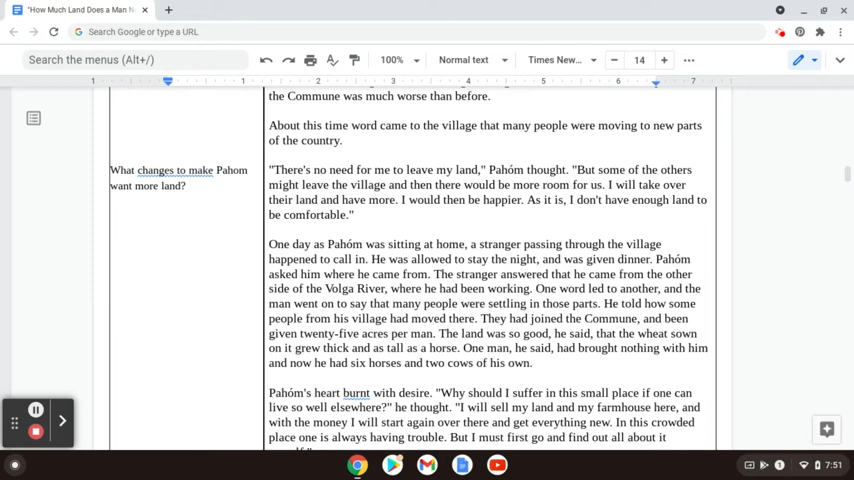 "How Much Land Does a Man N
Search Google or type a URL
Search the menus (Alt+/)
100%
Normal text
Times New...
14
1
1
2
3
4
5
6
7
the Commune was much worse than before.
About this time word came to the village that many people were moving to new parts
of the country.
What changes to make Pahom
want more land?
"There's no need for me to leave my land," Pahóm thought. "But some of the others
might leave the village and then there would be more room for us. I will take over
their land and have more. I would then be happier. As it is, I don't have enough land to
be comfortable."
One day as Pahóm was sitting at home, a stranger passing through the village
happened to call in. He was allowed to stay the night, and was given dinner. Pahóm
asked him where he came from. The stranger answered that he came from the other
side of the Volga River, where he had been working. One word led to another, and the
man went on to say that many people were settling in those parts. He told how some
people from his village had moved there. They had joined the Commune, and been
given twenty-five acres per man. The land was so good, he said, that the wheat sown
on it grew thick and as tall as a horse. One man, he said, had brought nothing with him
and now he had six horses and two cows of his own.
Pahóm's heart burnt with desire. "Why should I suffer in this small place if one can
live so well elsewhere?" he thought. "I will sell my land and my farmhouse here, and
with the money I will start again over there and get everything new. In this crowded
place one is always having trouble. But I must first go and find out all about it
1
7:51